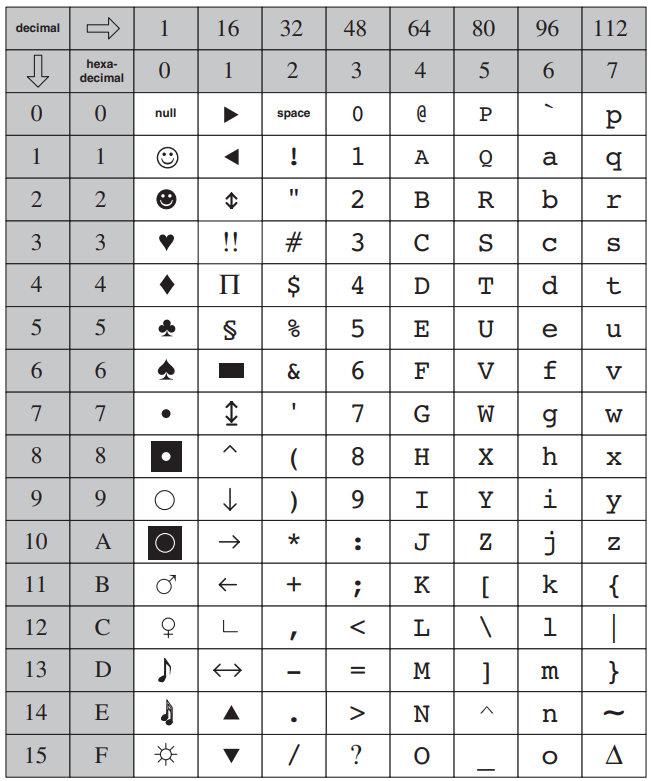 decimal ⇨ 1 16 32 48 64 80 96 112
⇩ hexa-decimal 0 1 2 3 4 5 6 7
0 0 null ► space 0 @ P ` p
1 1 ☺ ◄ ! 1 A Q a q
2 2 ☻ ↕ " 2 B R b r
3 3 ♥ !! # 3 C S c s
4 4 ♦ Π $ 4 D T d t
5 5 ♣ § % 5 E U e u
6 6 ♠ ▬ & 6 F V f v
7 7 • ↨ ' 7 G W g w
8 8 ◘ ^ ( 8 H X h x
9 9 ○ ↓ ) 9 I Y i y
10 A ◙ → * : J Z j z
11 B ♂ ← + ; K [ k {
12 C ♀ ∟ , < L \ l |
13 D ♪ ↔ – = M ] m }
14 E ♫ ▲ . > N ^ n ~
15 F ☼ ▼ / ? O _ o Δ